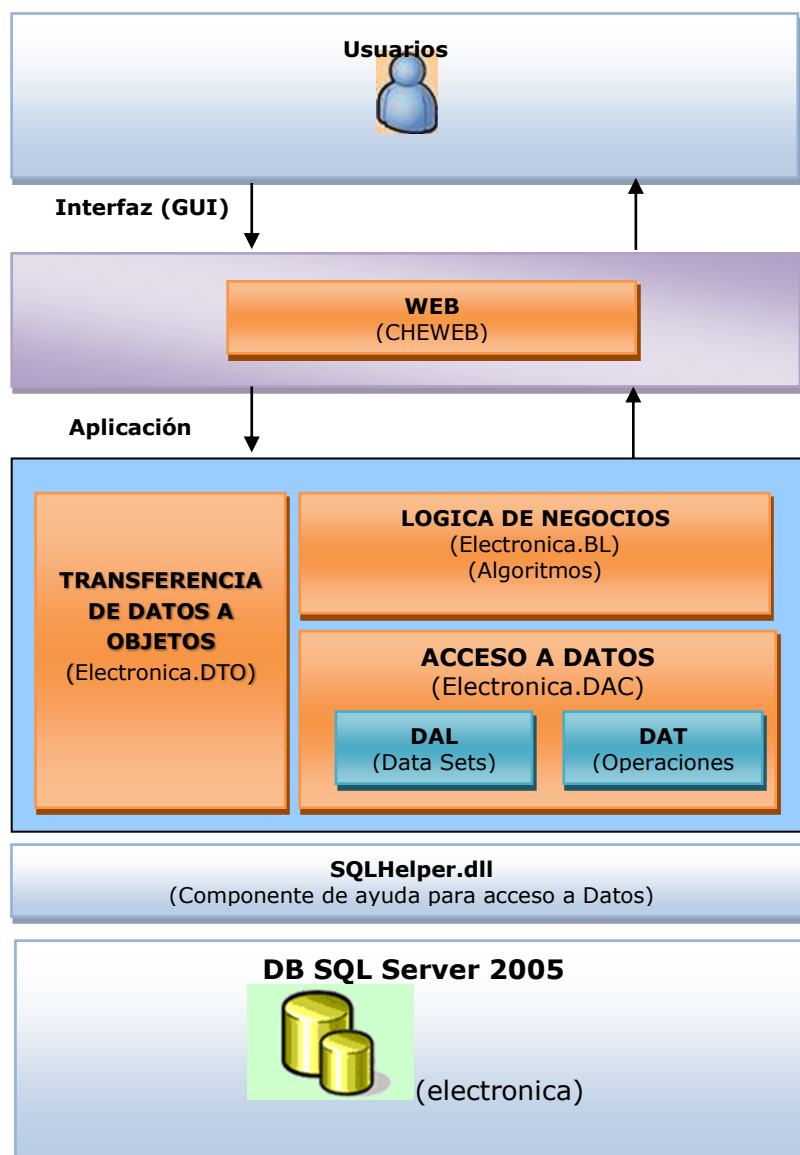 Usuarios
Interfaz (GUI)
WEB
(CHEWEB)
Aplicación
TRANSFERENCIA
DE DATOS A
OBJETOS
(Electronica.DTO)
LOGICA DE NEGOCIOS
(Electronica.BL)
(Algoritmos)
ACCESO A DATOS
(Electronica.DAC)
DAL
(Data Sets)
DAT
(Operaciones
SQLHelper.dll
(Componente de ayuda para acceso a Datos)
DB SQL Server 2005
(electronica)